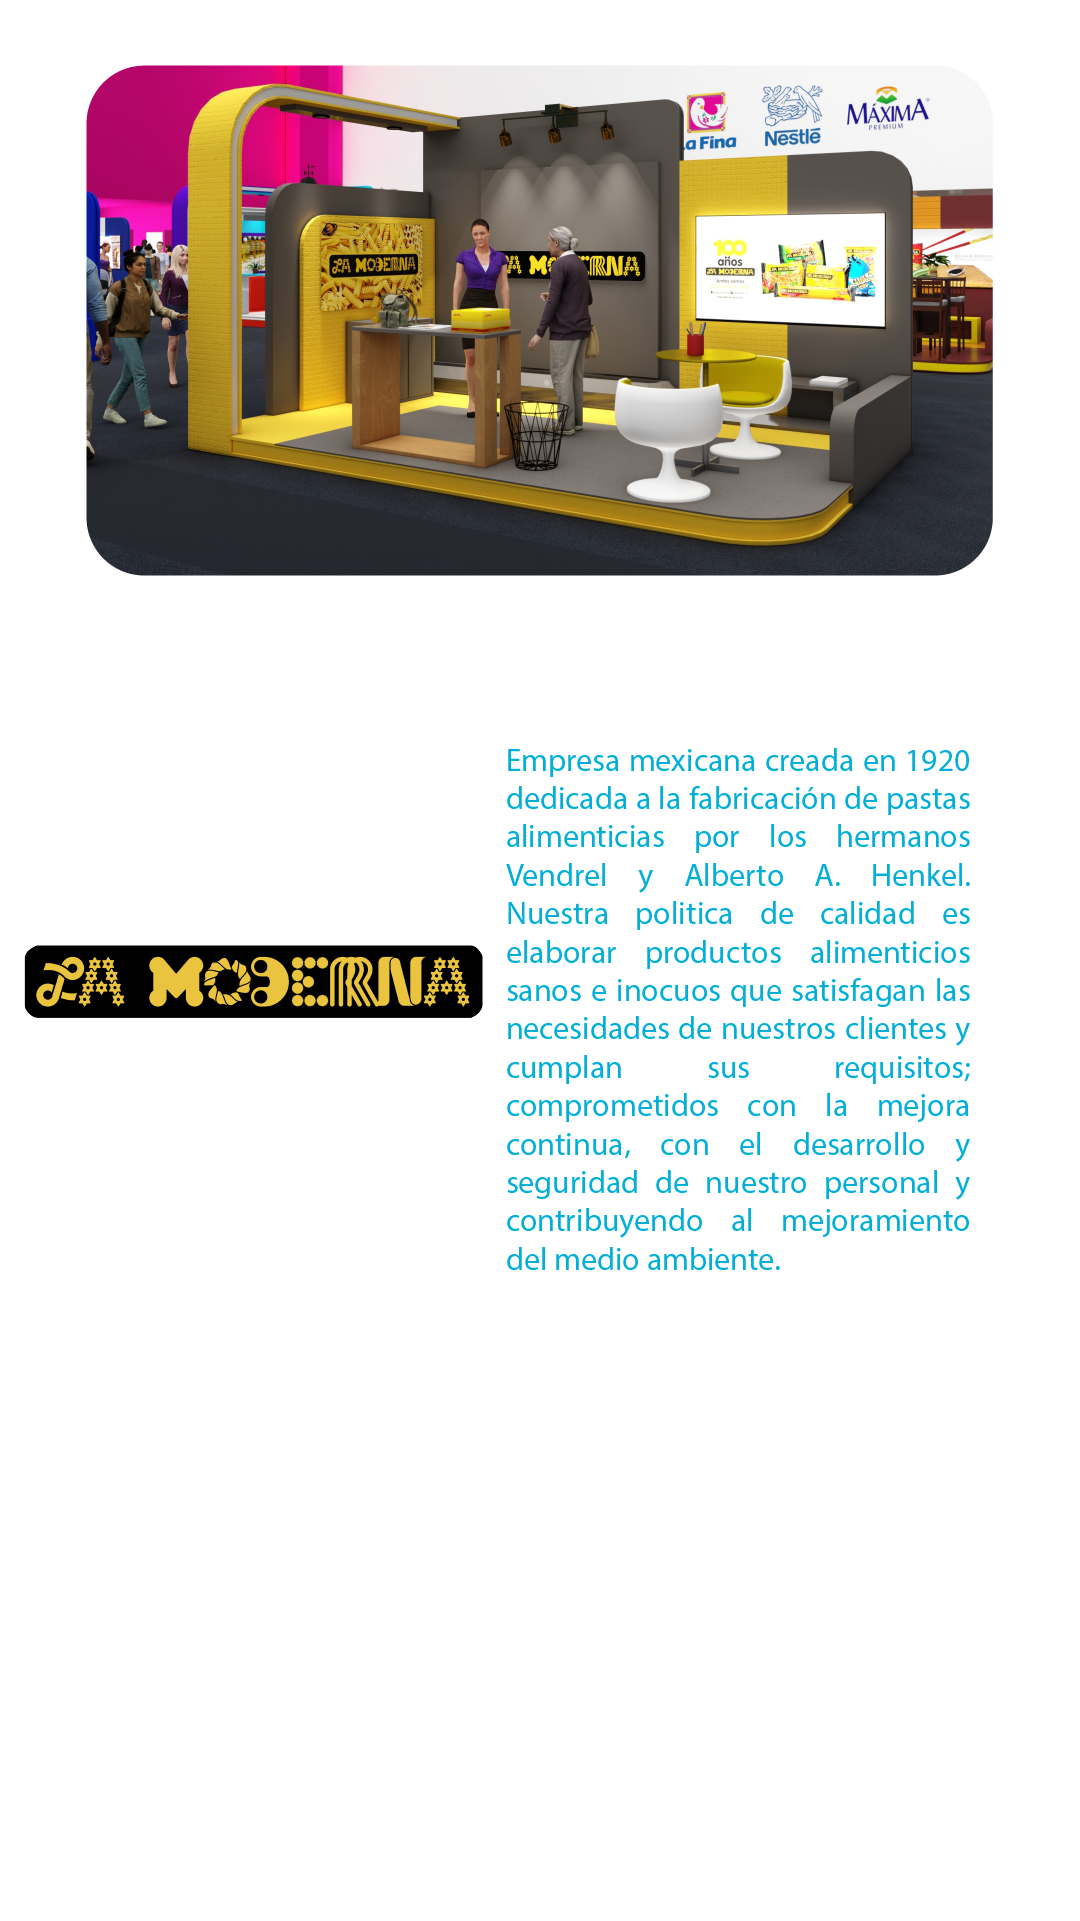 La Fina
Nestlé
MÁXIMA
PREMIUM
LA MODERNA
LA MODERNA
100
años
LA MODERNA
LA MODERNA
Empresa mexicana creada en 1920
dedicada a la fabricación de pastas
alimenticias por los hermanos
Vendrel y Alberto A. Henkel.
Nuestra politica de calidad es
elaborar productos alimenticios
sanos e inocuos que satisfagan las
necesidades de nuestros clientes y
cumplan sus requisitos;
comprometidos con la mejora
continua, con el desarrollo y
seguridad de nuestro personal y
contribuyendo al mejoramiento
del medio ambiente.